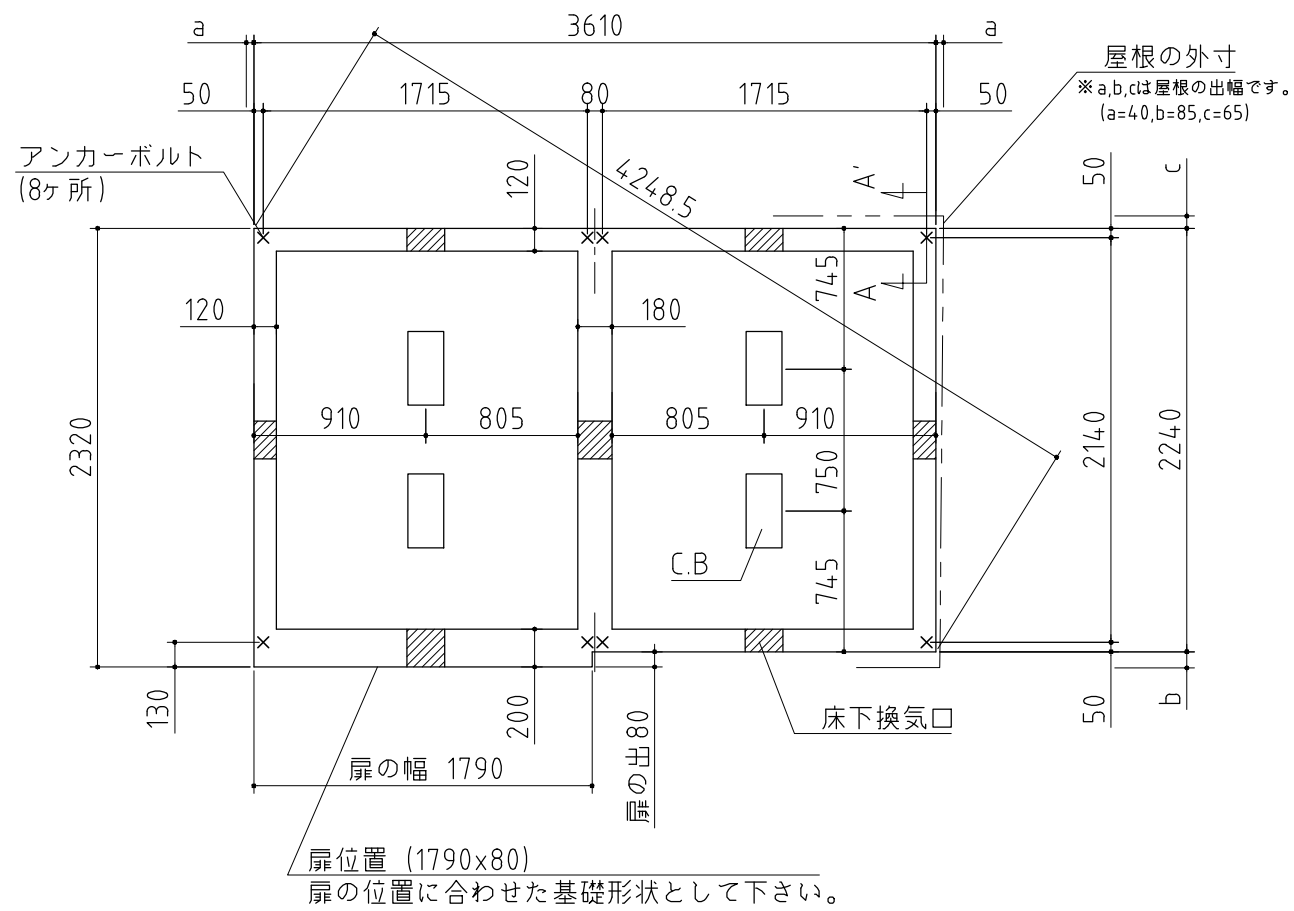 a
3610
a
屋根の外寸
※a,b,cは屋根の出幅です。
(a=40,b=85,c=65)
50
1715
80
1715
50
アンカーボルト
(8ヶ所)
120
4248.5
A'
50
c
745
A
120
180
910
805
805
910
2320
750
2140
2240
C.B
745
130
200
扉の出80
床下換気口
50
b
扉の幅 1790
扉位置 (1790x80)
扉の位置に合わせた基礎形状として下さい。